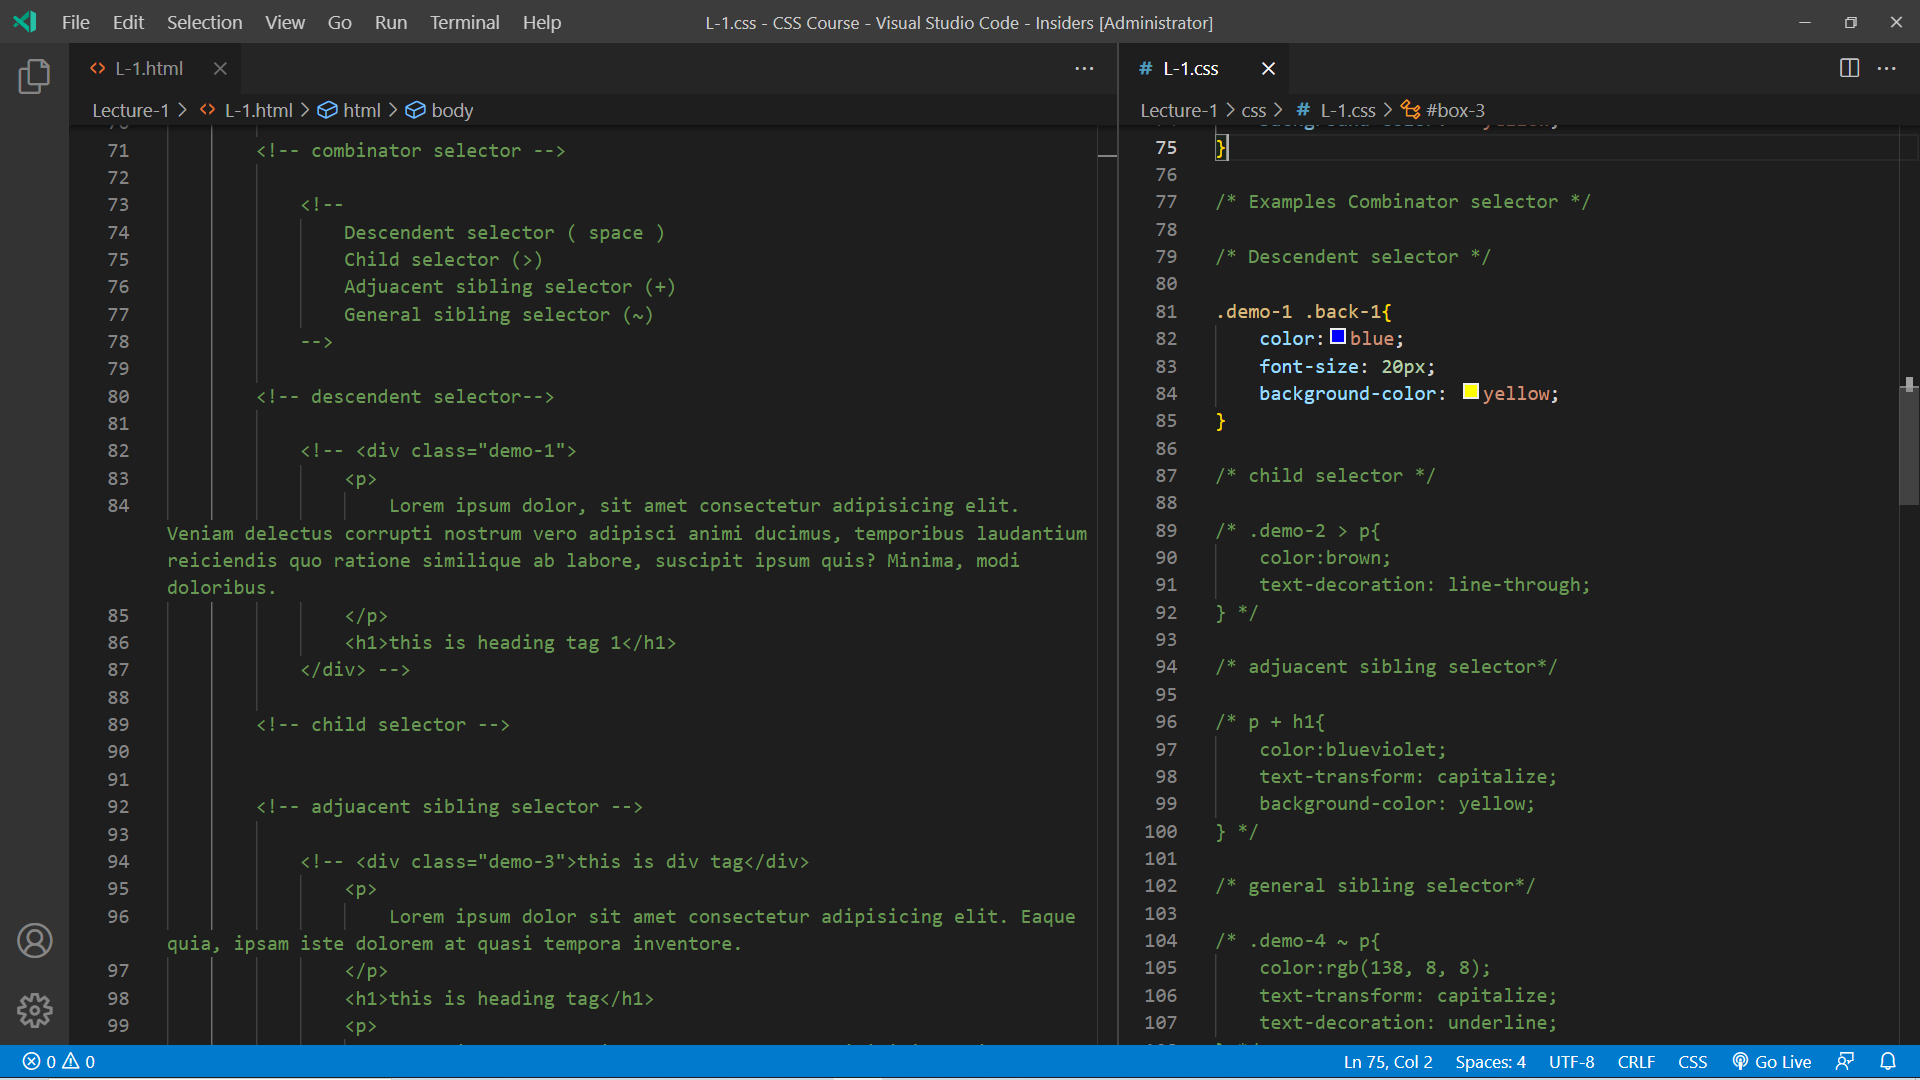 File Edit Selection View Go Run Terminal Help
L-1.css - CSS Course - Visual Studio Code - Insiders [Administrator]
L-1.html
Lecture-1 > L-1.html > html > body
71 <!-- combinator selector -->
72
73 <!--
74 Descendent selector ( space )
75 Child selector (>)
76 Adjuacent sibling selector (+)
77 General sibling selector (~)
78 -->
79
80 <!-- descendent selector-->
81
82 <!-- <div class="demo-1">
83 <p>
84 Lorem ipsum dolor, sit amet consectetur adipisicing elit.
Veniam delectus corrupti nostrum vero adipisci animi ducimus, temporibus laudantium
reiciendis quo ratione similique ab labore, suscipit ipsum quis? Minima, modi
doloribus.
85 </p>
86 <h1>this is heading tag 1</h1>
87 </div> -->
88
89 <!-- child selector -->
90
91
92 <!-- adjuacent sibling selector -->
93
94 <!-- <div class="demo-3">this is div tag</div>
95 <p>
96 Lorem ipsum dolor sit amet consectetur adipisicing elit. Eaque
quia, ipsam iste dolorem at quasi tempora inventore.
97 </p>
98 <h1>this is heading tag</h1>
99 <p>
# L-1.css
Lecture-1 > css > # L-1.css > #box-3
75 }
76
77 /* Examples Combinator selector */
78
79 /* Descendent selector */
80
81 .demo-1 .back-1{
82 color: blue;
83 font-size: 20px;
84 background-color: yellow;
85 }
86
87 /* child selector */
88
89 /* .demo-2 > p{
90 color:brown;
91 text-decoration: line-through;
92 } */
93
94 /* adjuacent sibling selector*/
95
96 /* p + h1{
97 color:blueviolet;
98 text-transform: capitalize;
99 background-color: yellow;
100 } */
101
102 /* general sibling selector*/
103
104 /* .demo-4 ~ p{
105 color:rgb(138, 8, 8);
106 text-transform: capitalize;
107 text-decoration: underline;
0 0
Ln 75, Col 2 Spaces: 4 UTF-8 CRLF CSS Go Live